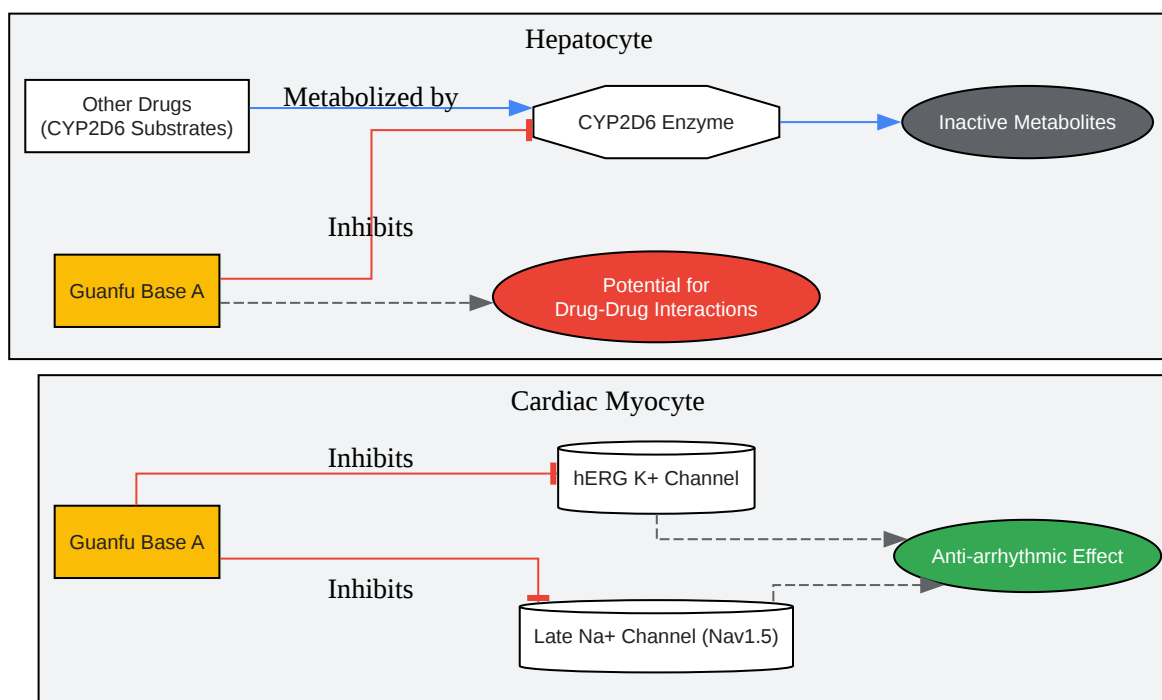 Hepatocyte
Other Drugs
(CYP2D6 Substrates)
Metabolized by
CYP2D6 Enzyme
Inactive Metabolites
Inhibits
Guanfu Base A
Potential for
Drug-Drug Interactions
Cardiac Myocyte
Inhibits
hERG K+ Channel
Guanfu Base A
Anti-arrhythmic Effect
Inhibits
Late Na+ Channel (Nav1.5)